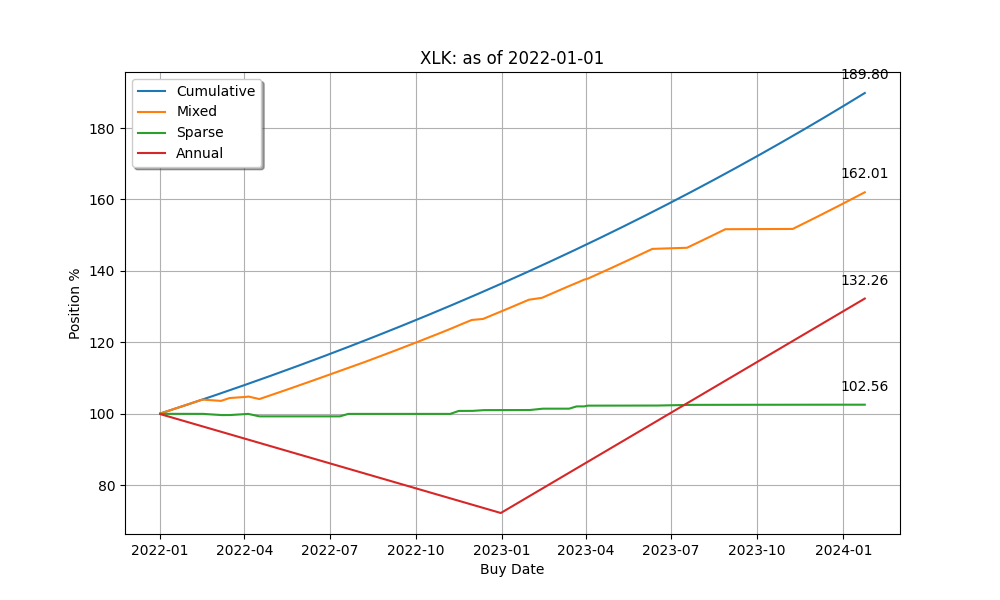 XLK: as of 2022-01-01
189.80
Cumulative
Mixed
Sparse
Annual
180
162.01
160
140
132.26
120
102.56
100
80
Position %
2022-01 2022-04 2022-07 2022-10 2023-01 2023-04 2023-07 2023-10 2024-01
Buy Date